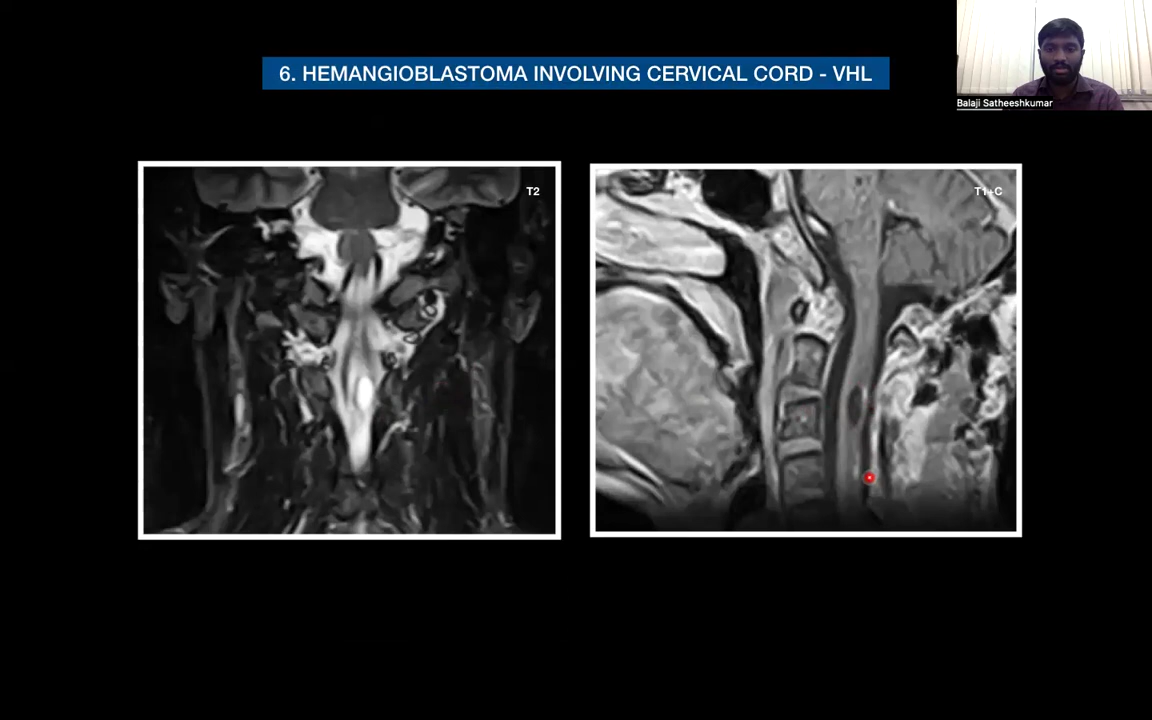 6. HEMANGIOBLASTOMA INVOLVING CERVICAL CORD - VHL
Balaji Satheeshkumar
T2
T1+C